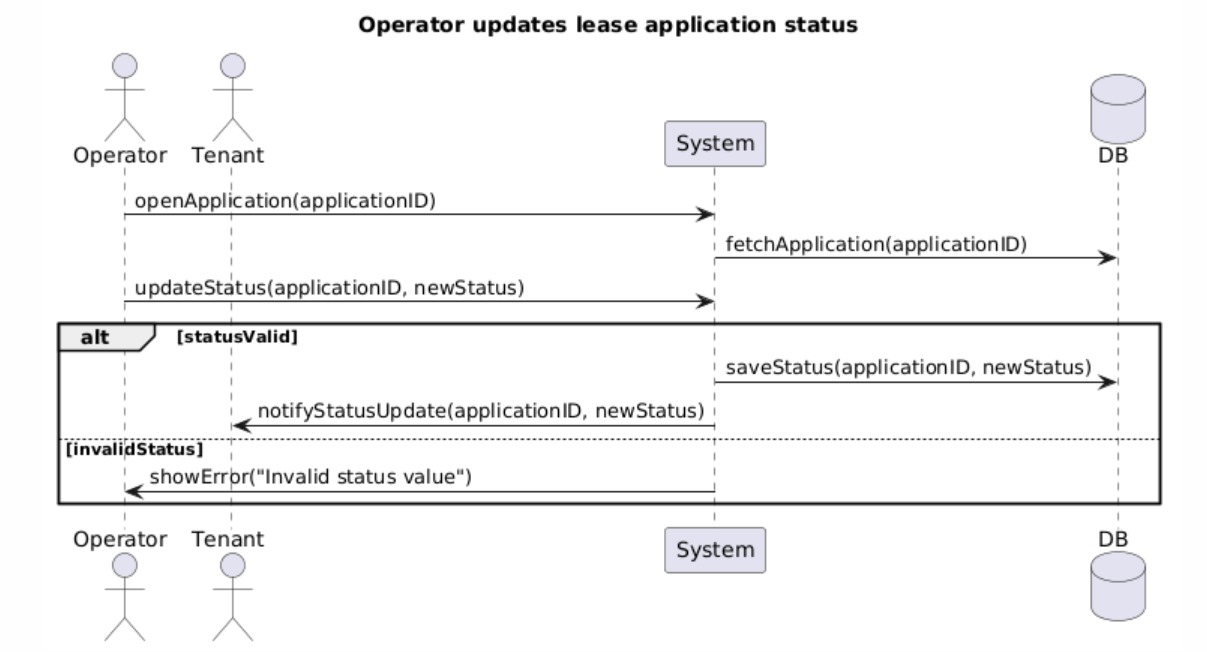 Operator updates lease application status
Operator Tenant System DB
openApplication(applicationID)
fetchApplication(applicationID)
updateStatus(applicationID, newStatus)
alt [statusValid]
saveStatus(applicationID, newStatus)
notifyStatusUpdate(applicationID, newStatus)
[invalidStatus]
showError("Invalid status value")
Operator Tenant System DB